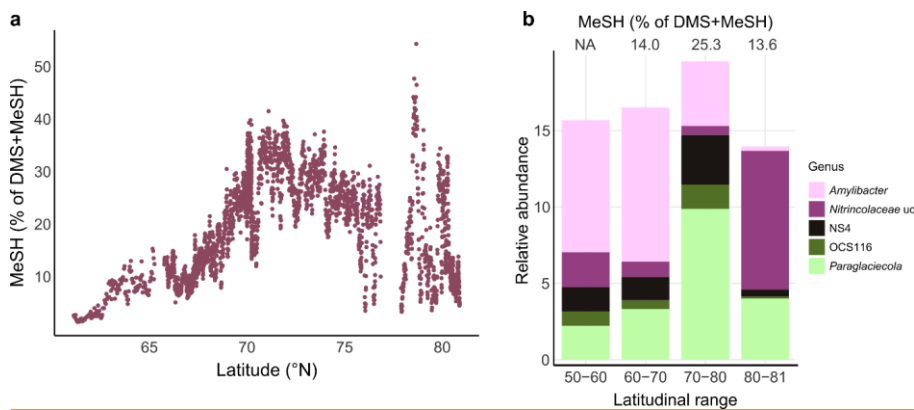 a
MeSH (% of DMS+MeSH)
50
40
30
20
10
65
70
75
80
Latitude (°N)
b
MeSH (% of DMS+MeSH)
NA
14.0
25.3
13.6
Relative abundance
15
10
5
0
50−60
60−70
70−80
80−81
Latitudinal range
Genus
Amylibacter
Nitrincolaceae uc
NS4
OCS116
Paraglaciecola